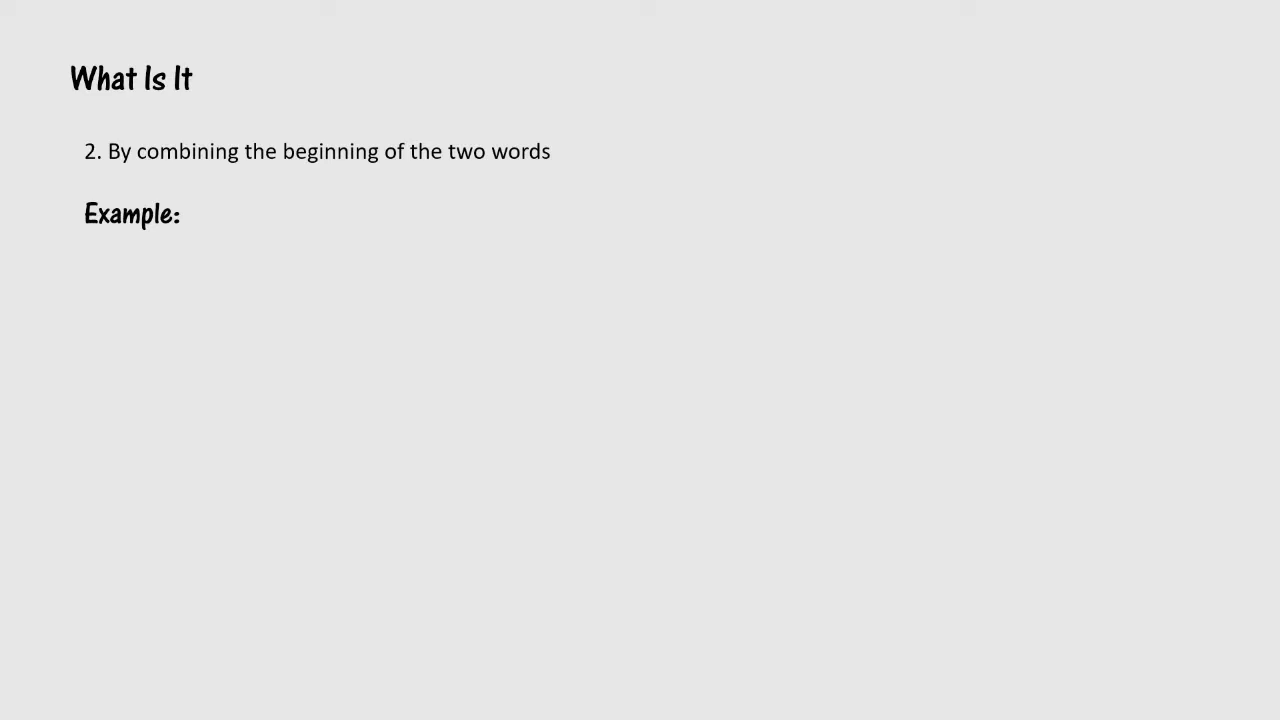 What Is It
2. By combining the beginning of the two words
Example: